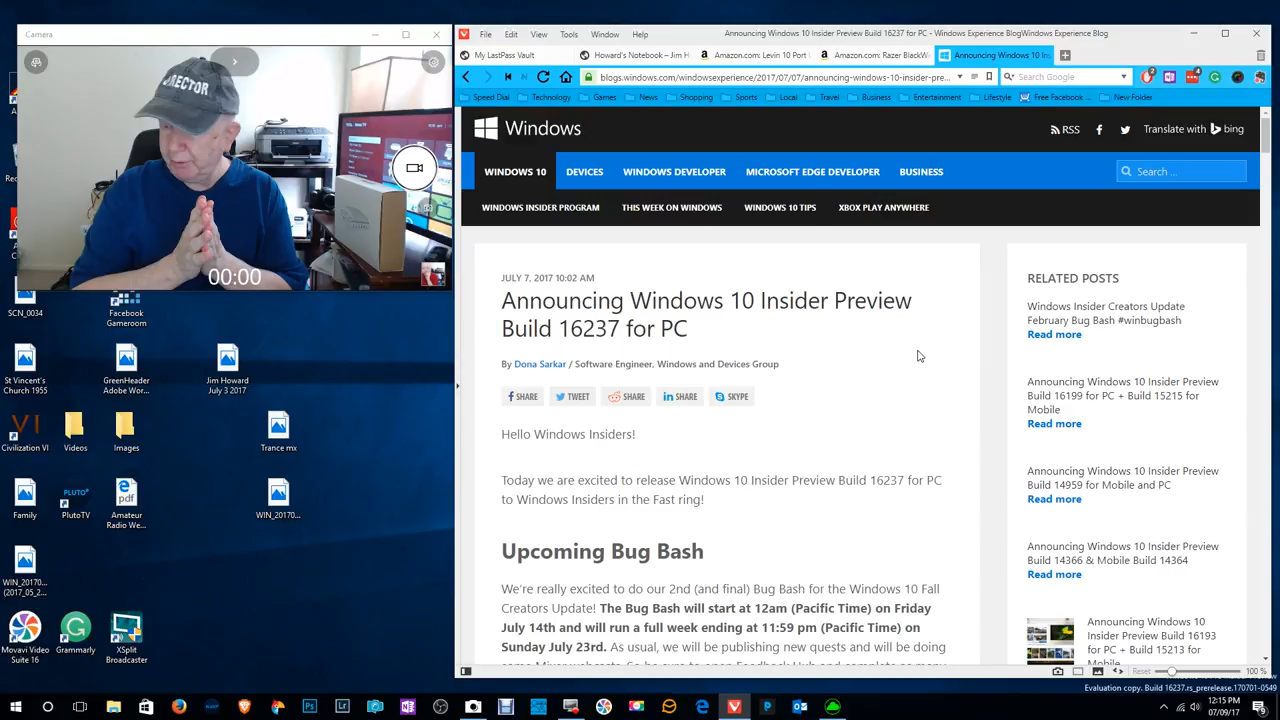 Camera
DIRECTOR
00:00
SCN_0034
Facebook
Gameroom
St Vincent's
Church 1955
GreenHeader
Adobe Wor...
Jim Howard
July 3 2017
Civilization VI
Videos
Images
Trance mx
Family
PlutoTV
Amateur
Radio We...
WIN_20170...
WIN_20170...
(2017_05_2...
Movavi Video
Suite 16
Grammarly
XSplit
Broadcaster
File Edit View Tools Window Help
Announcing Windows 10 Insider Preview Build 16237 for PC - Windows Experience BlogWindows Experience Blog
My LastPass Vault
Howard's Notebook – Jim H
Amazon.com: Levin 10 Port
Amazon.com: Razer BlackW
Announcing Windows 10 In
blogs.windows.com/windowsexperience/2017/07/07/announcing-windows-10-insider-pre...
Search Google
Speed Dial Technology Games News Shopping Sports Local Travel Business Entertainment Lifestyle Free Facebook ... New Folder
Windows
RSS
Translate with bing
WINDOWS 10 DEVICES WINDOWS DEVELOPER MICROSOFT EDGE DEVELOPER BUSINESS
Search ...
WINDOWS INSIDER PROGRAM THIS WEEK ON WINDOWS WINDOWS 10 TIPS XBOX PLAY ANYWHERE
JULY 7, 2017 10:02 AM
Announcing Windows 10 Insider Preview
Build 16237 for PC
By Dona Sarkar / Software Engineer, Windows and Devices Group
SHARE TWEET SHARE SHARE SKYPE
Hello Windows Insiders!
Today we are excited to release Windows 10 Insider Preview Build 16237 for PC
to Windows Insiders in the Fast ring!
Upcoming Bug Bash
We're really excited to do our 2nd (and final) Bug Bash for the Windows 10 Fall
Creators Update! The Bug Bash will start at 12am (Pacific Time) on Friday
July 14th and will run a full week ending at 11:59 pm (Pacific Time) on
Sunday July 23rd. As usual, we will be publishing new quests and will be doing
RELATED POSTS
Windows Insider Creators Update
February Bug Bash #winbugbash
Read more
Announcing Windows 10 Insider Preview
Build 16199 for PC + Build 15215 for
Mobile
Read more
Announcing Windows 10 Insider Preview
Build 14959 for Mobile and PC
Read more
Announcing Windows 10 Insider Preview
Build 14366 & Mobile Build 14364
Read more
Announcing Windows 10
Insider Preview Build 16193
for PC + Build 15213 for
Mobile
Reset
100 %
Evaluation copy. Build 16237.rs_prerelease.170701-0549
12:15 PM
07/09/17